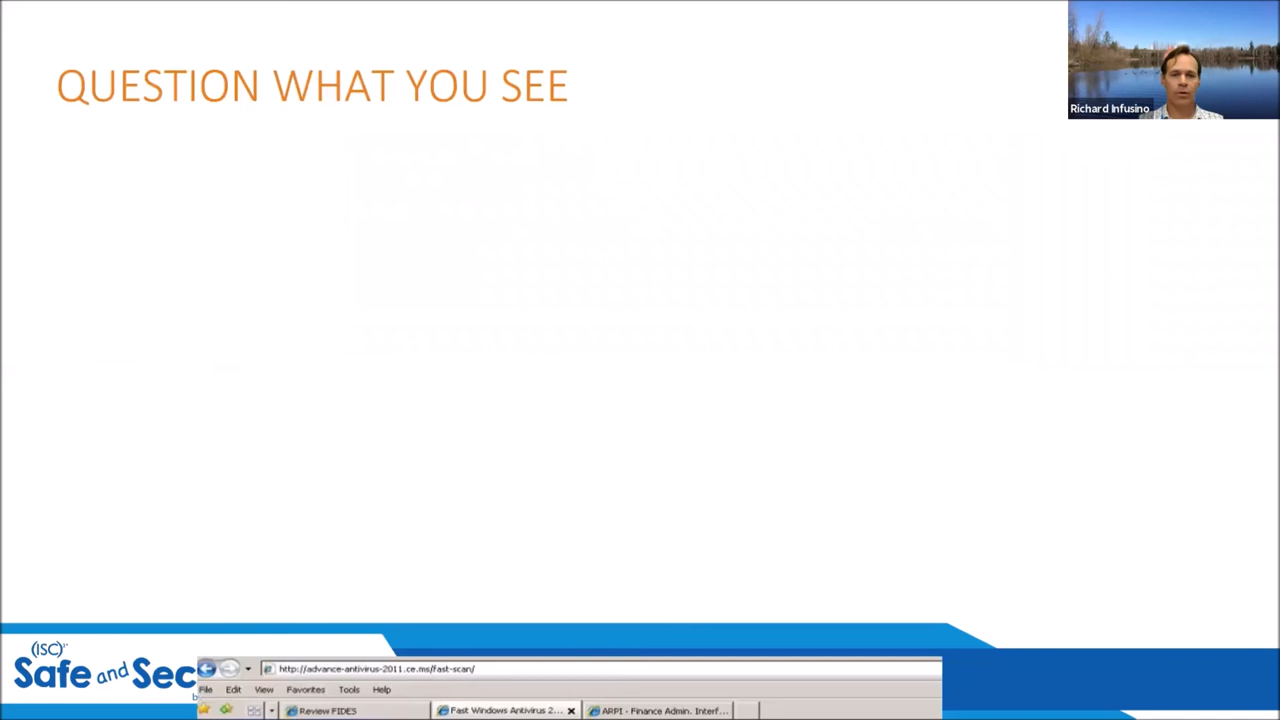 QUESTION WHAT YOU SEE
Richard Infusino
(ISC)²
Safe and Sec
http://advance-antivirus-2011.ce.ms/fast-scan/
File Edit View Favorites Tools Help
Review FIDES
Fast Windows Antivirus 2...
ARPI - Finance Admin. Interf...